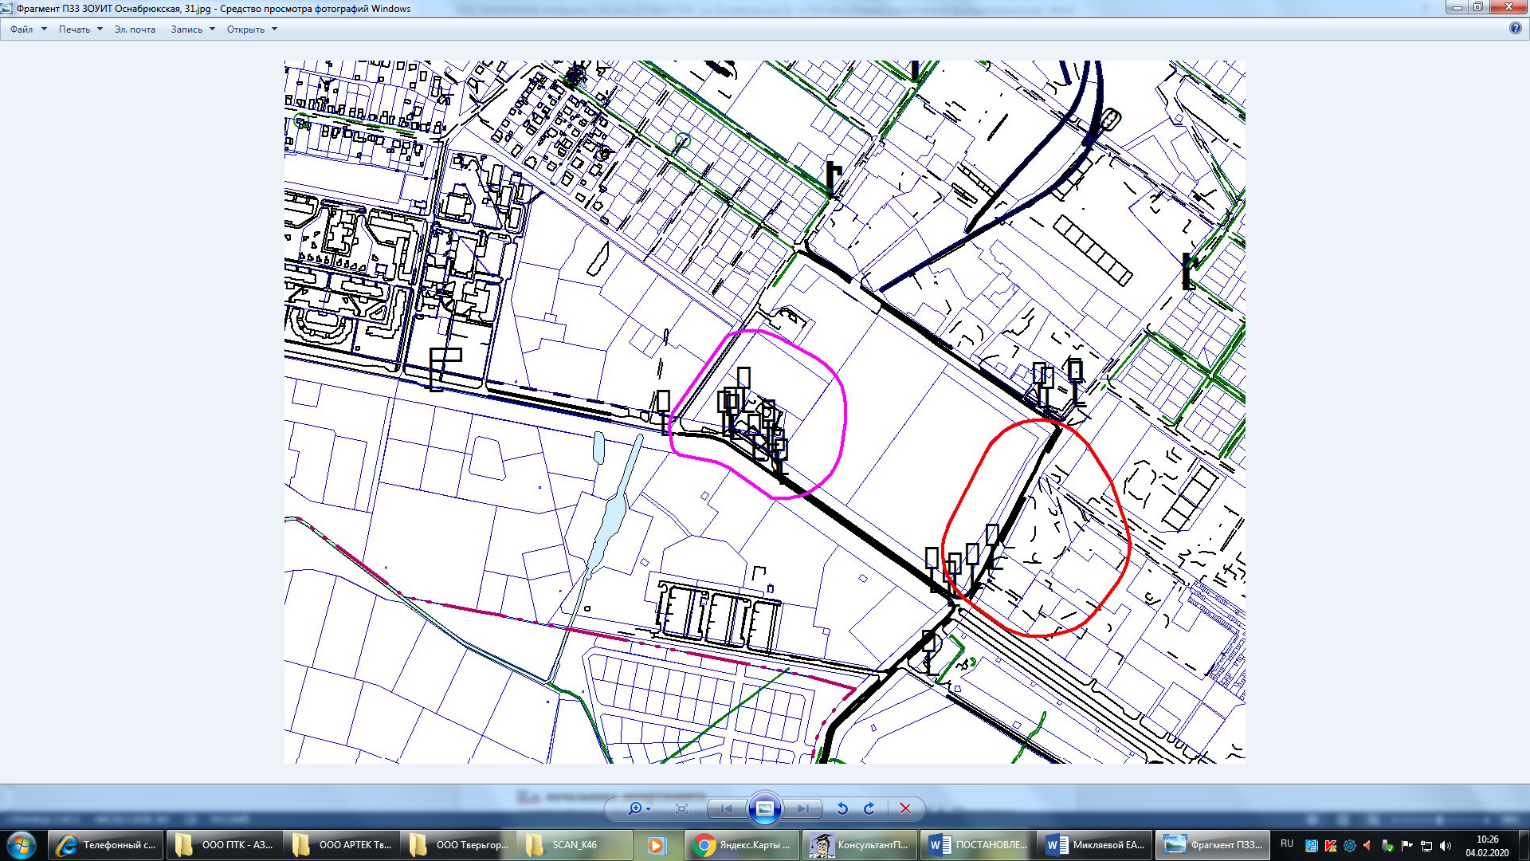 Фрагмент ПЗЗ ЗОУИТ Оснабрюкская, 31.jpg - Средство просмотра фотографий Windows
Файл Печать Эл. почта Запись Открыть
Телефонный с...
ООО ПТК - АЗ...
ООО АРТЕК Тв...
ООО Тверьгор...
SCAN_K46
Яндекс.Карты ...
КонсультантП...
ПОСТАНОВЛЕ...
Микляевой ЕА...
Фрагмент ПЗЗ...
RU
10:26
04.02.2020